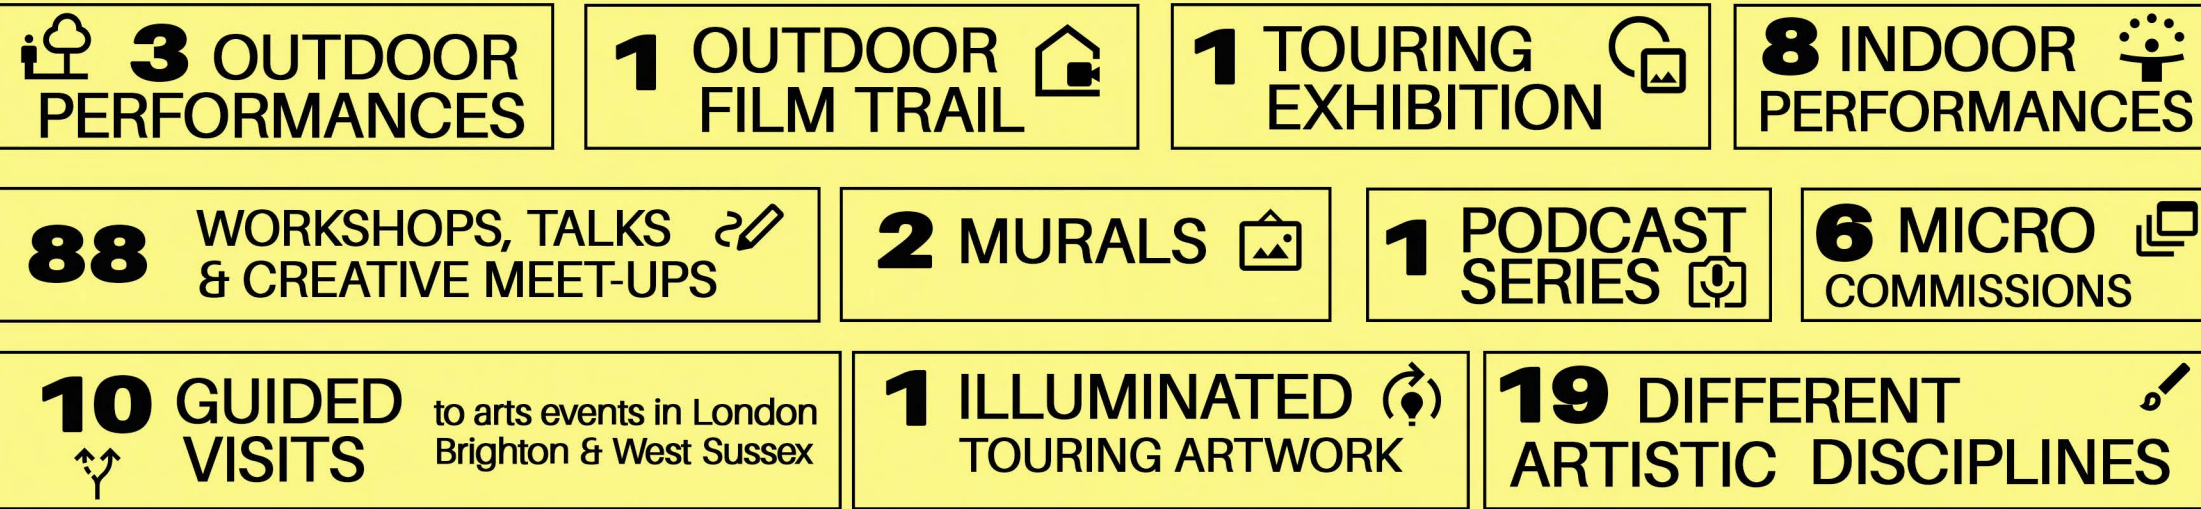 3 OUTDOOR
PERFORMANCES
1 OUTDOOR
FILM TRAIL
1 TOURING
EXHIBITION
8 INDOOR
PERFORMANCES
88 WORKSHOPS, TALKS
& CREATIVE MEET-UPS
2 MURALS
1 PODCAST
SERIES
6 MICRO
COMMISSIONS
10 GUIDED
VISITS
to arts events in London
Brighton & West Sussex
1 ILLUMINATED
TOURING ARTWORK
19 DIFFERENT
ARTISTIC DISCIPLINES